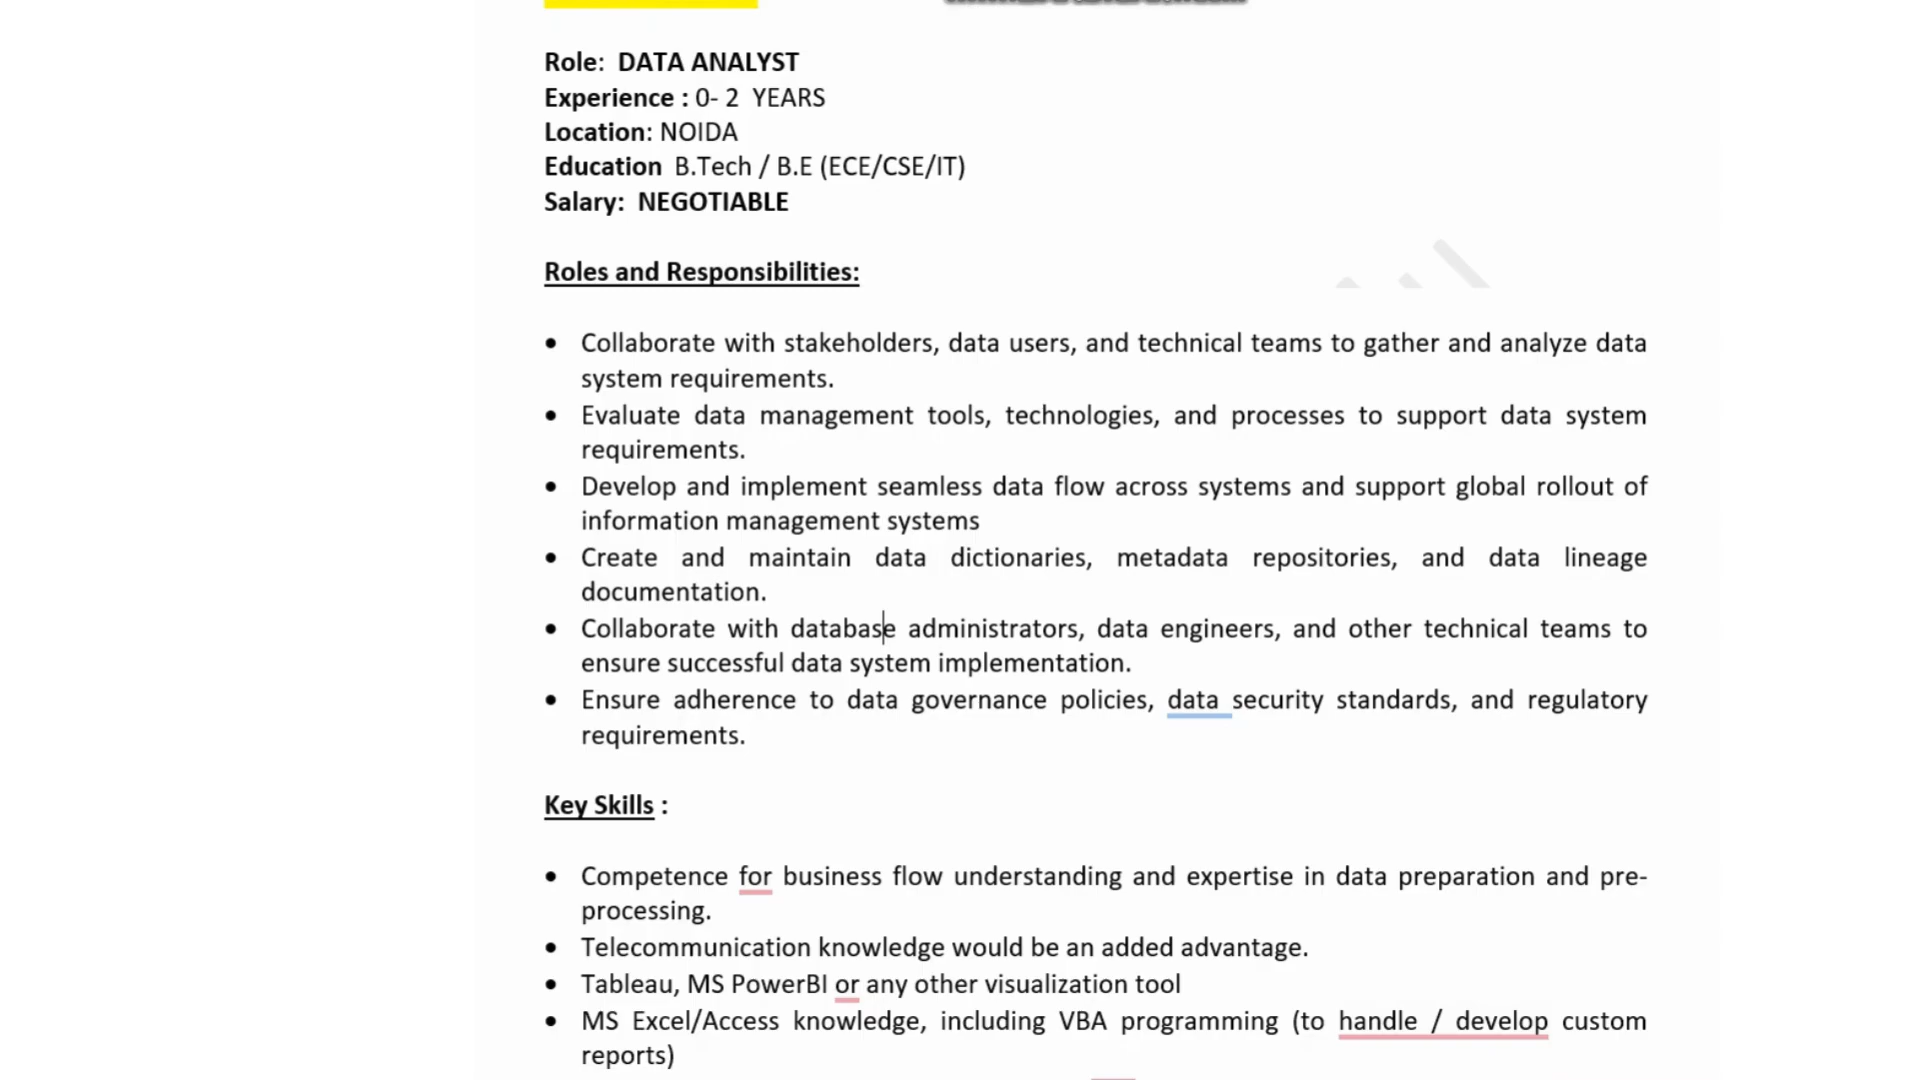 Role: DATA ANALYST
Experience : 0- 2 YEARS
Location: NOIDA
Education B.Tech / B.E (ECE/CSE/IT)
Salary: NEGOTIABLE
Roles and Responsibilities:
• Collaborate with stakeholders, data users, and technical teams to gather and analyze data
system requirements.
• Evaluate data management tools, technologies, and processes to support data system
requirements.
• Develop and implement seamless data flow across systems and support global rollout of
information management systems
• Create and maintain data dictionaries, metadata repositories, and data lineage
documentation.
• Collaborate with database administrators, data engineers, and other technical teams to
ensure successful data system implementation.
• Ensure adherence to data governance policies, data security standards, and regulatory
requirements.
Key Skills :
• Competence for business flow understanding and expertise in data preparation and pre-
processing.
• Telecommunication knowledge would be an added advantage.
• Tableau, MS PowerBI or any other visualization tool
• MS Excel/Access knowledge, including VBA programming (to handle / develop custom
reports)